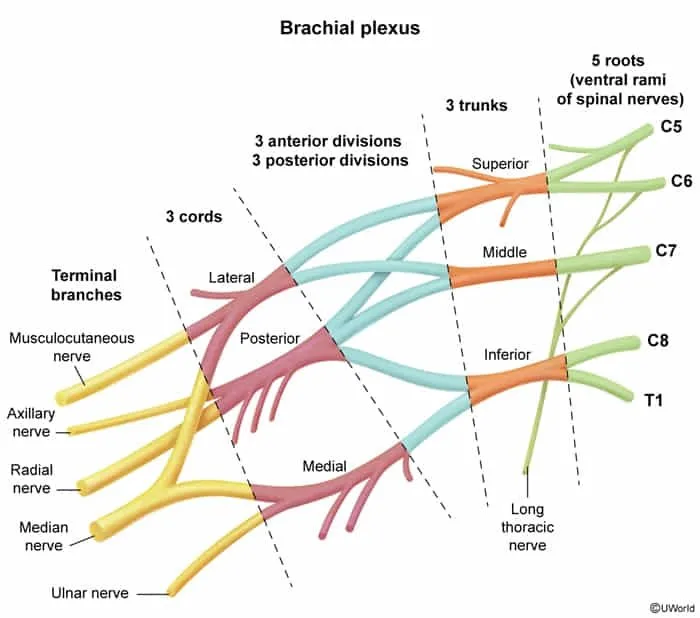 Brachial plexus
5 roots
(ventral rami
of spinal nerves)
3 trunks
3 anterior divisions
3 posterior divisions
3 cords
Terminal
branches
C5
C6
C7
C8
T1
Superior
Middle
Inferior
Lateral
Posterior
Medial
Musculocutaneous
nerve
Axillary
nerve
Radial
nerve
Median
nerve
Ulnar nerve
Long
thoracic
nerve
©UWorld